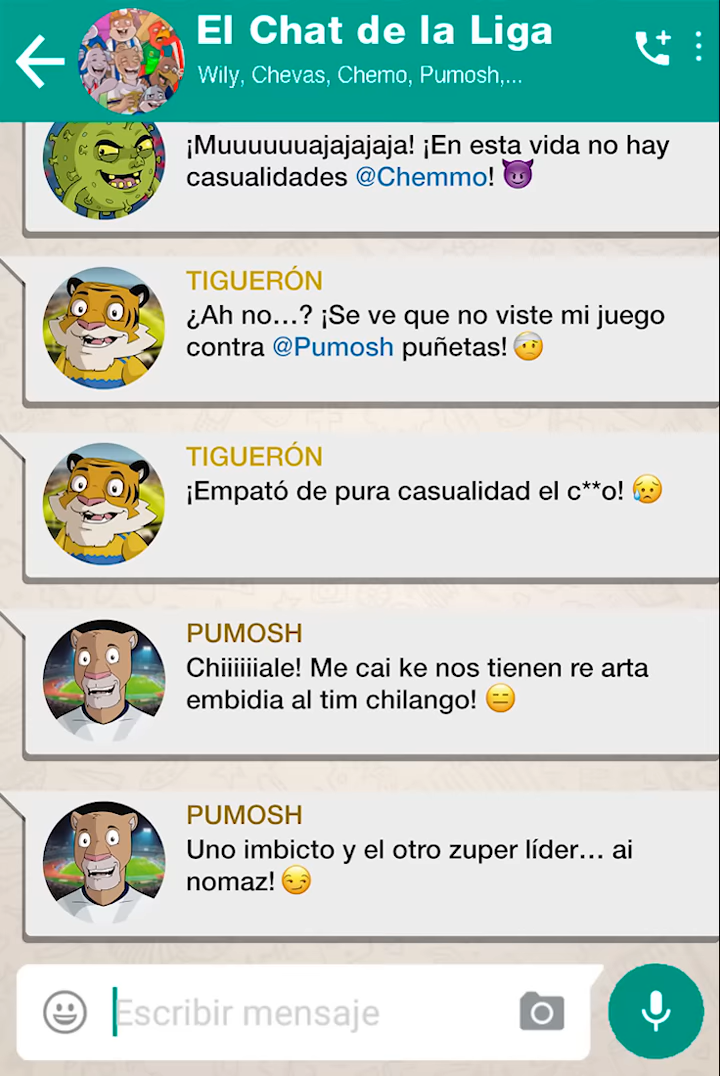 El Chat de la Liga
Wily, Chevas, Chemo, Pumosh,...
¡Muuuuuuajajajaja! ¡En esta vida no hay
casualidades @Chemmo!
TIGUERÓN
¿Ah no...? ¡Se ve que no viste mi juego
contra @Pumosh puñetas!
TIGUERÓN
¡Empató de pura casualidad el c**o!
PUMOSH
Chiiiiiiale! Me cai ke nos tienen re arta
embidia al tim chilango!
PUMOSH
Uno imbicto y el otro zuper líder... ai
nomaz!
Escribir mensaje